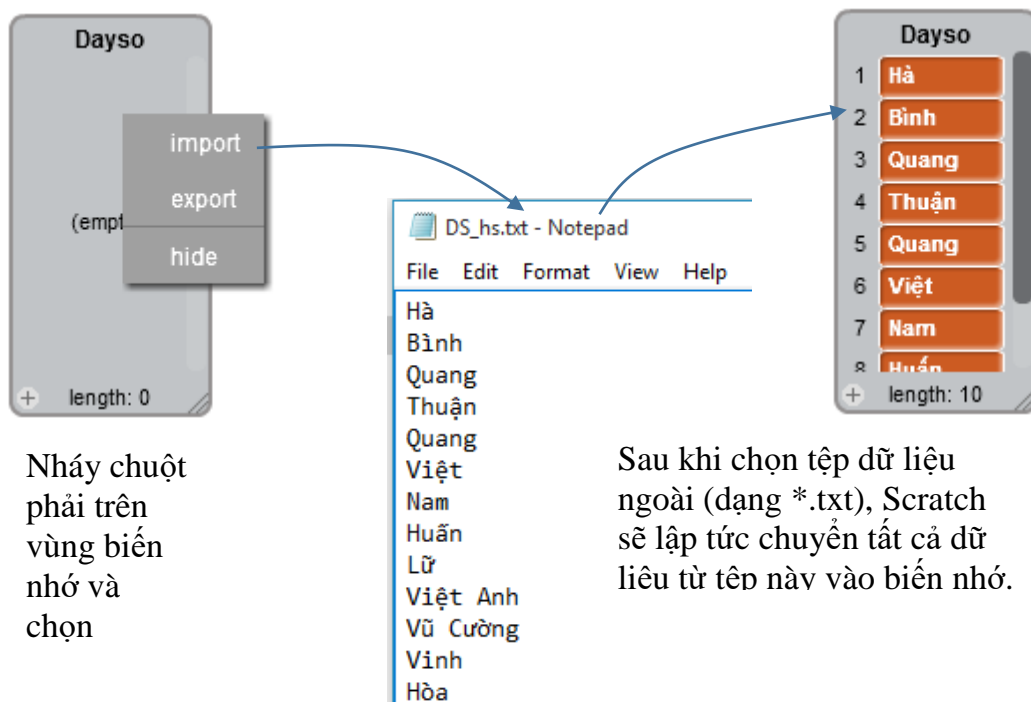 Dayso
import
export
hide
(empt
+ length: 0
Nháy chuột
phải trên
vùng biến
nhớ và
chọn
DS_hs.txt - Notepad
File Edit Format View Help
Hà
Bình
Quang
Thuận
Quang
Việt
Nam
Huấn
Lữ
Việt Anh
Vũ Cường
Vinh
Hòa
Dayso
1 Hà
2 Bình
3 Quang
4 Thuận
5 Quang
6 Việt
7 Nam
8 Huấn
+ length: 10
Sau khi chọn tệp dữ liệu
ngoài (dạng *.txt), Scratch
sẽ lập tức chuyển tất cả dữ
liệu từ tệp này vào biến nhớ.